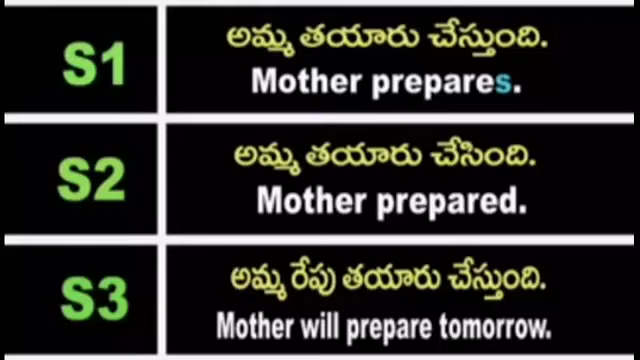 S1
అమ్మ తయారు చేస్తుంది.
Mother prepares.
S2
అమ్మ తయారు చేసింది.
Mother prepared.
S3
అమ్మ రేపు తయారు చేస్తుంది.
Mother will prepare tomorrow.